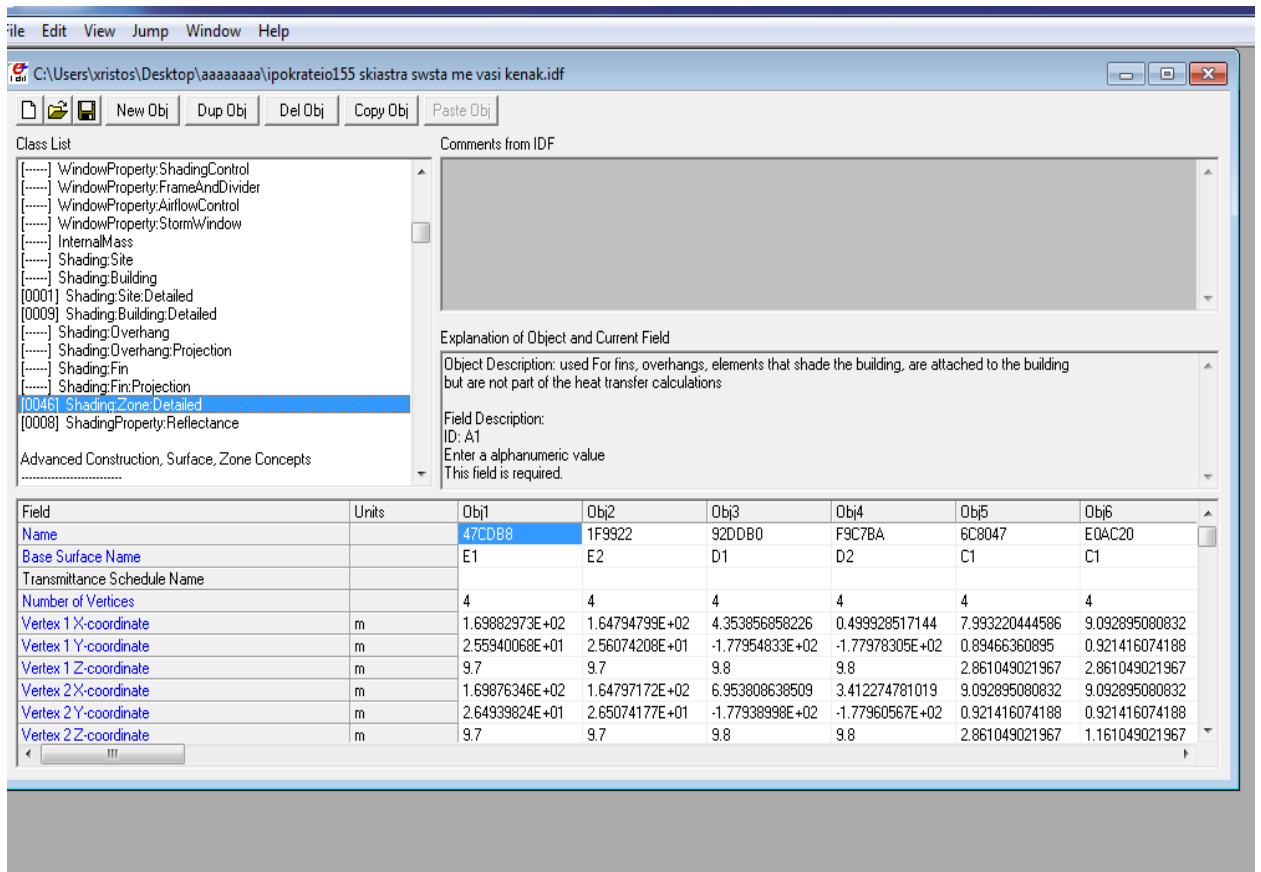 File Edit View Jump Window Help
C:\Users\xristos\Desktop\aaaaaaaa\ipokrateio155 skiastra swsta me vasi kenak.idf
New Obj Dup Obj Del Obj Copy Obj Paste Obj
Class List
[------] WindowProperty:ShadingControl
[------] WindowProperty:FrameAndDivider
[------] WindowProperty:AirflowControl
[------] WindowProperty:StormWindow
[------] InternalMass
[------] Shading:Site
[------] Shading:Building
[0001] Shading:Site:Detailed
[0009] Shading:Building:Detailed
[------] Shading:Overhang
[------] Shading:Overhang:Projection
[------] Shading:Fin
[------] Shading:Fin:Projection
[0046] Shading:Zone:Detailed
[0008] ShadingProperty:Reflectance
Advanced Construction, Surface, Zone Concepts
--------------------------
Comments from IDF
Explanation of Object and Current Field
Object Description: used For fins, overhangs, elements that shade the building, are attached to the building
but are not part of the heat transfer calculations
Field Description:
ID: A1
Enter a alphanumeric value
This field is required.
Field Units Obj1 Obj2 Obj3 Obj4 Obj5 Obj6
Name 47CDB8 1F9922 92DDB0 F9C7BA 6C8047 E0AC20
Base Surface Name E1 E2 D1 D2 C1 C1
Transmittance Schedule Name
Number of Vertices 4 4 4 4 4 4
Vertex 1 X-coordinate m 1.69882973E+02 1.64794799E+02 4.353856858226 0.499928517144 7.993220444586 9.092895080832
Vertex 1 Y-coordinate m 2.55940068E+01 2.56074208E+01 -1.77954833E+02 -1.77978305E+02 0.89466360895 0.921416074188
Vertex 1 Z-coordinate m 9.7 9.7 9.8 9.8 2.861049021967 2.861049021967
Vertex 2 X-coordinate m 1.69876346E+02 1.64797172E+02 6.953808638509 3.412274781019 9.092895080832 9.092895080832
Vertex 2 Y-coordinate m 2.64939824E+01 2.65074177E+01 -1.77938998E+02 -1.77960567E+02 0.921416074188 0.921416074188
Vertex 2 Z-coordinate m 9.7 9.7 9.8 9.8 2.861049021967 1.161049021967